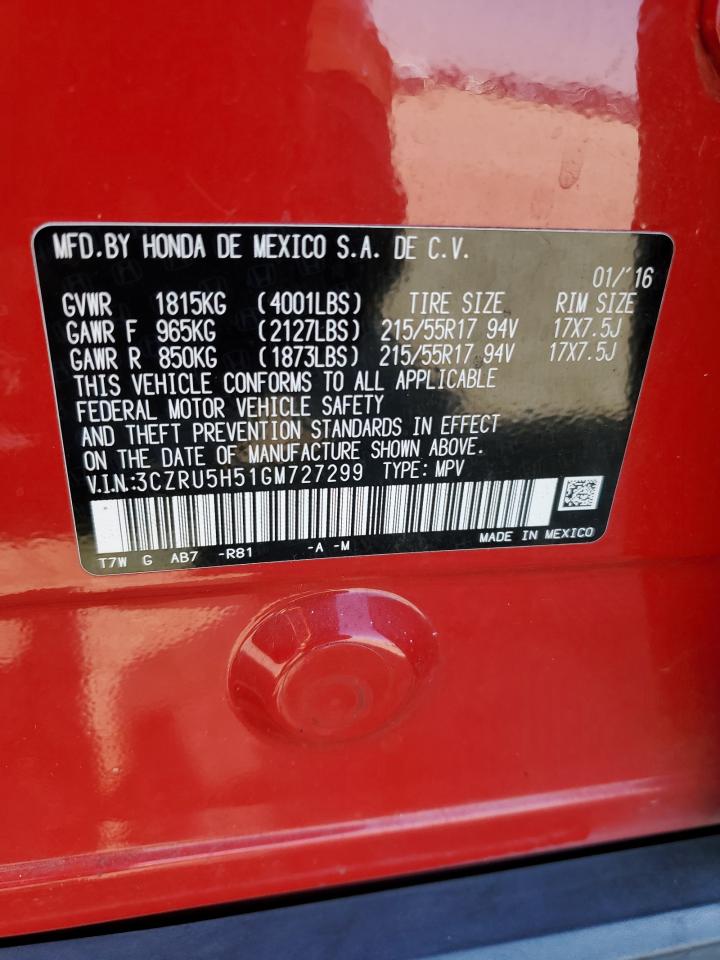 MFD.BY HONDA DE MEXICO S.A. DE C.V.
01/'16
GVWR 1815KG (4001LBS) TIRE SIZE RIM SIZE
GAWR F 965KG (2127LBS) 215/55R17 94V 17X7.5J
GAWR R 850KG (1873LBS) 215/55R17 94V 17X7.5J
THIS VEHICLE CONFORMS TO ALL APPLICABLE
FEDERAL MOTOR VEHICLE SAFETY
AND THEFT PREVENTION STANDARDS IN EFFECT
ON THE DATE OF MANUFACTURE SHOWN ABOVE.
V.I.N:3CZRU5H51GM727299 TYPE: MPV
T7W G AB7 -R81 -A -M MADE IN MEXICO